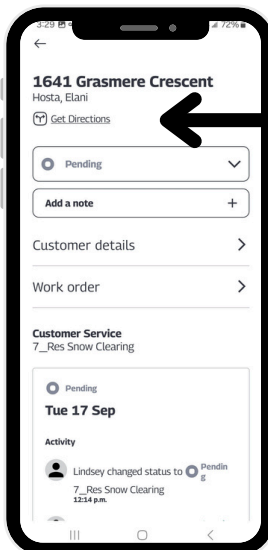 3:29
72%
1641 Grasmere Crescent
Hosta, Elani
Get Directions
Pending
Add a note
Customer details
Work order
Customer Service
7_Res Snow Clearing
Pending
Tue 17 Sep
Activity
Lindsey changed status to Pendin
g
7_Res Snow Clearing
12:14 p.m.